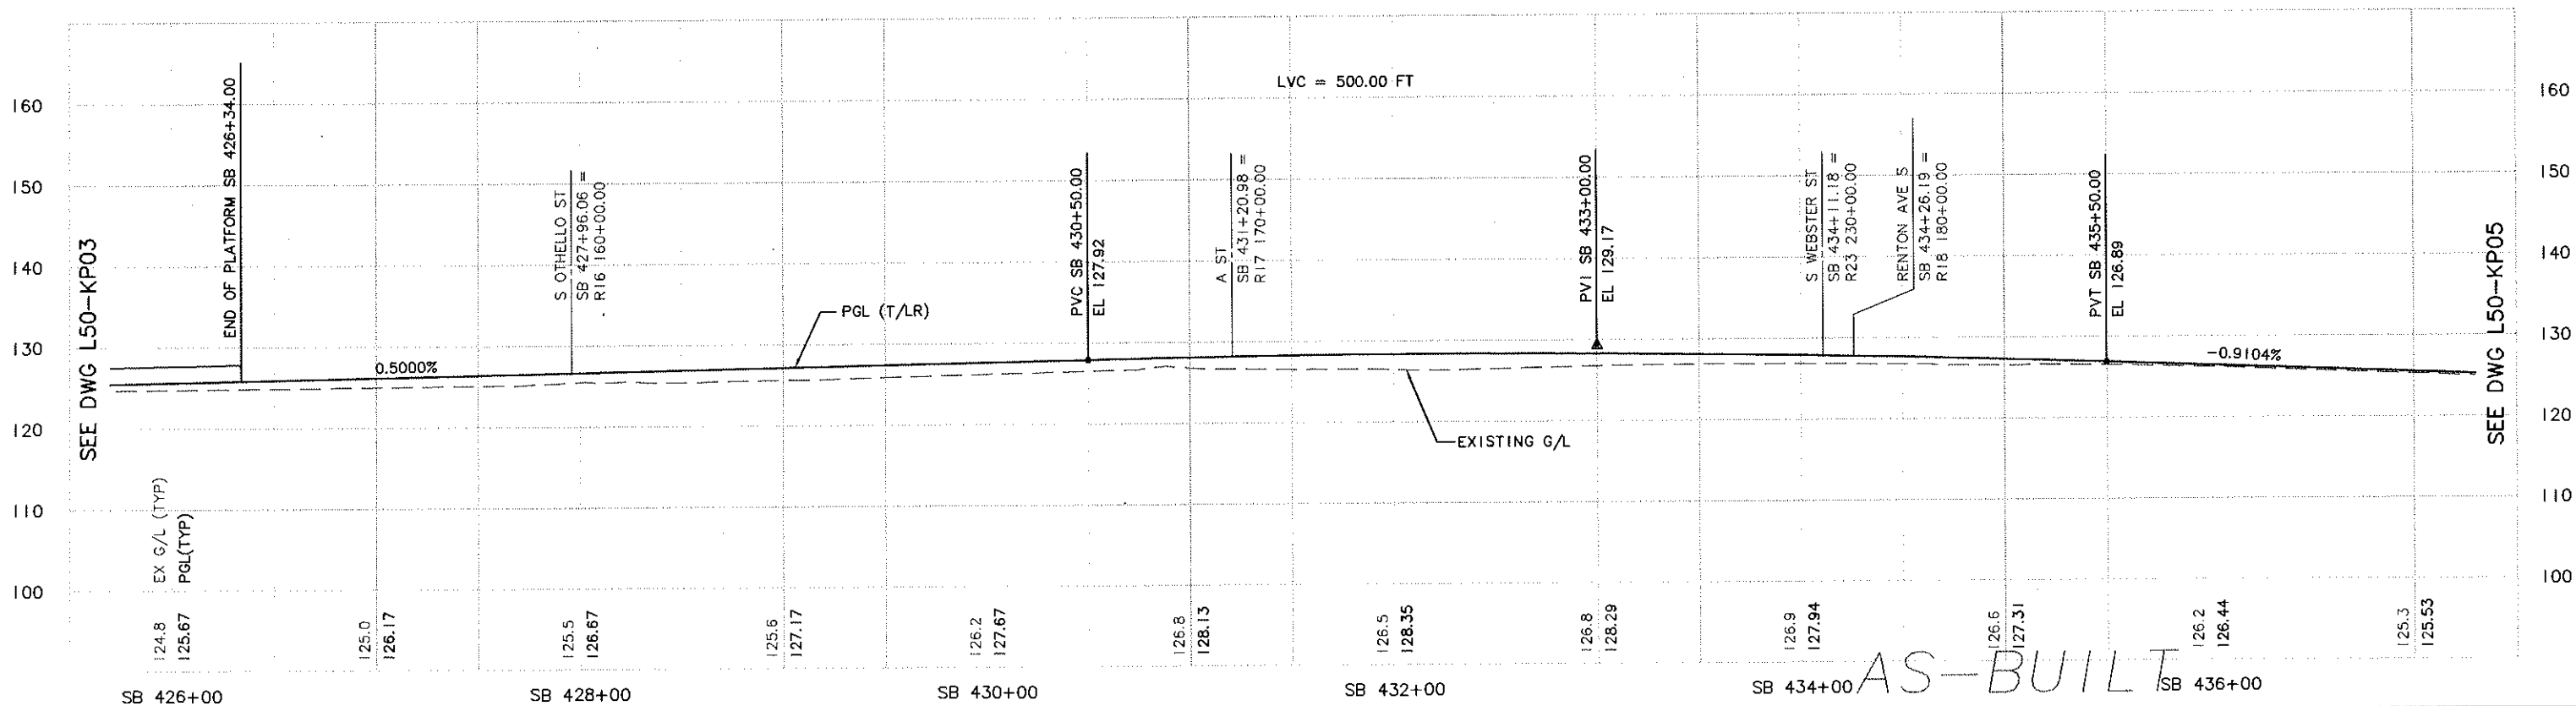 LVC = 500.00 FT
160
150
140
130
120
110
100
160
150
140
130
120
110
100
SEE DWG L50-KP03
END OF PLATFORM SB 426+34.00
0.5000%
S OTHELLO ST
SB 427+96.06 =
R16 160+00.00
PGL (T/LR)
PVC SB 430+50.00
EL 127.92
A ST
SB 431+20.98 =
R17 170+00.00
EXISTING G/L
PVI SB 433+00.00
EL 129.17
S WEBSTER ST
SB 434+11.18 =
R23 230+00.00
RENTON AVE S
SB 434+26.19 =
R18 180+00.00
PVT SB 435+50.00
EL 126.89
-0.9104%
SEE DWG L50-KP05
124.8 EX G/L (TYP)
125.67 PGL(TYP)
125.0
126.17
125.5
126.67
125.6
127.17
126.2
127.67
126.8
128.13
126.5
128.35
126.8
128.29
126.9
127.94
126.6
127.31
126.2
126.44
125.3
125.53
SB 426+00
SB 428+00
SB 430+00
SB 432+00
SB 434+00
AS-BUILT
SB 436+00